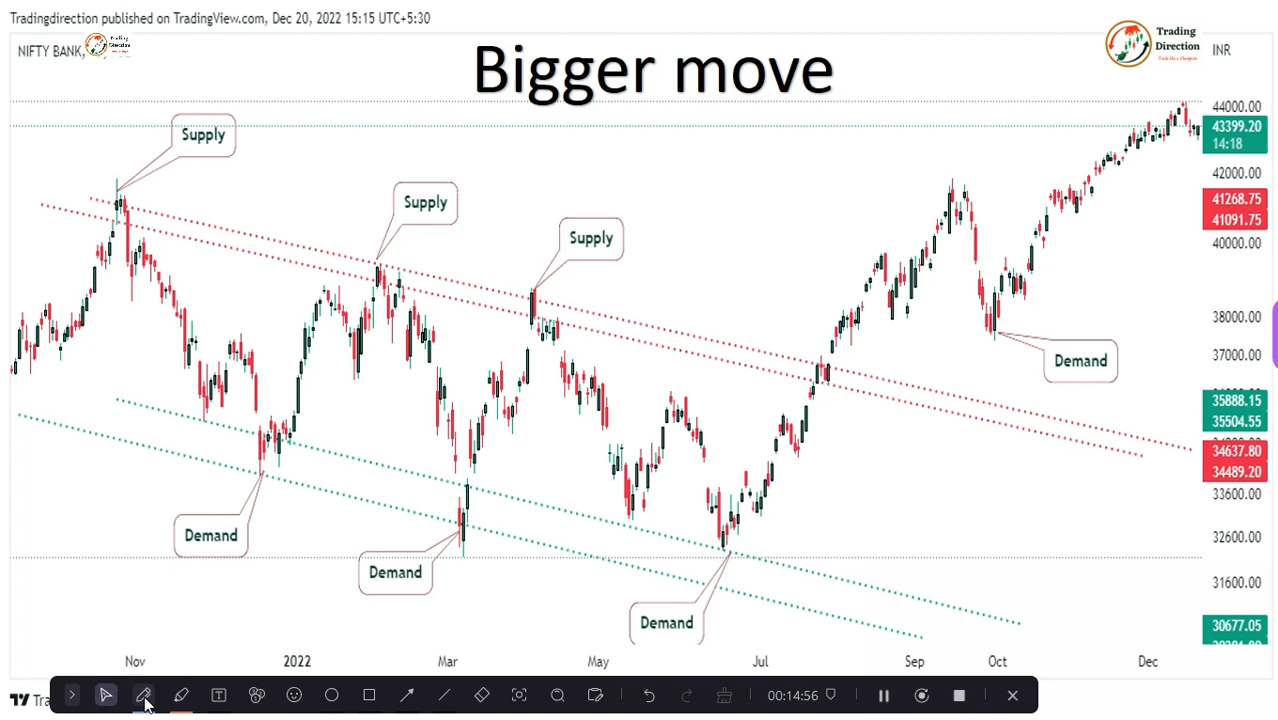 Tradingdirection published on TradingView.com, Dec 20, 2022 15:15 UTC+5:30
NIFTY BANK,
Trading
Direction
Bigger move
Trading
Direction
INR
44000.00
43399.20
14:18
42000.00
41268.75
41091.75
40000.00
38000.00
37000.00
35888.15
35504.55
34637.80
34489.20
33600.00
32600.00
31600.00
30677.05
Supply
Supply
Supply
Demand
Demand
Demand
Demand
Nov
2022
Mar
May
Jul
Sep
Oct
Dec
00:14:56